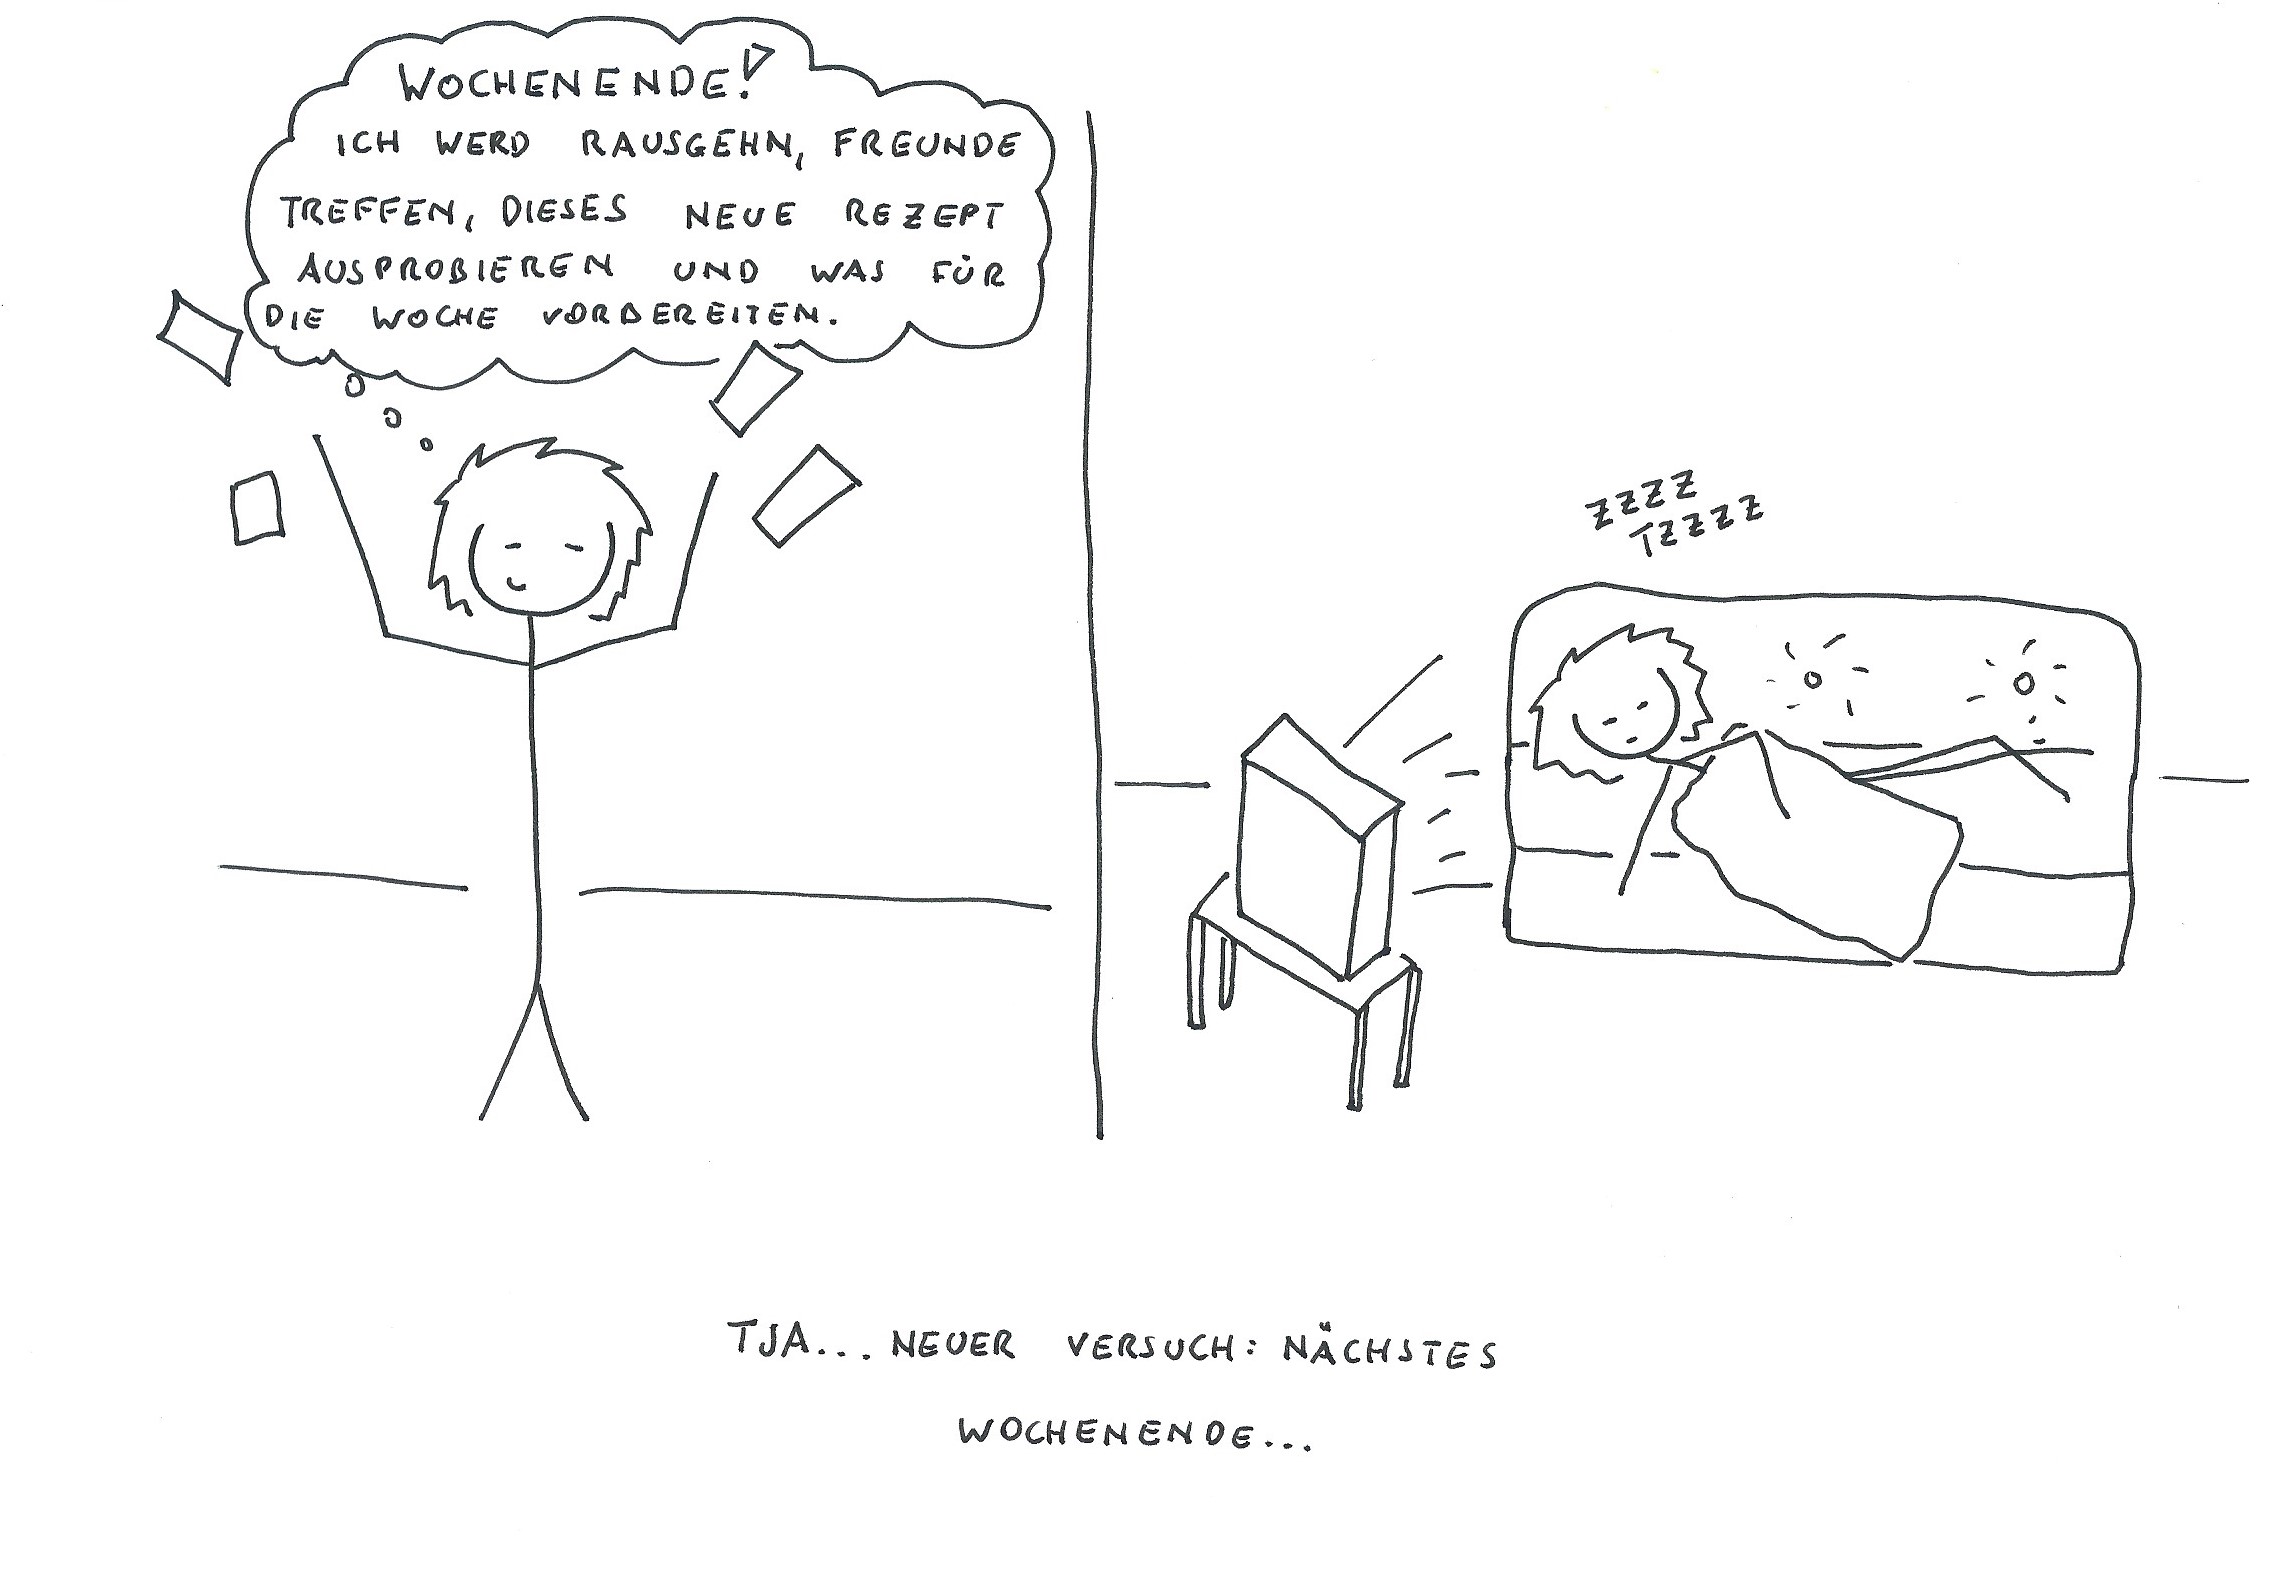 WOCHENENDE!
ICH WERD RAUSGEHN, FREUNDE
TREFFEN, DIESES NEUE REZEPT
AUSPROBIEREN UND WAS FÜR
DIE WOCHE VORBEREITEN.
ZZZZ
TZZZZ
TJA... NEUER VERSUCH: NÄCHSTES
WOCHENENDE...